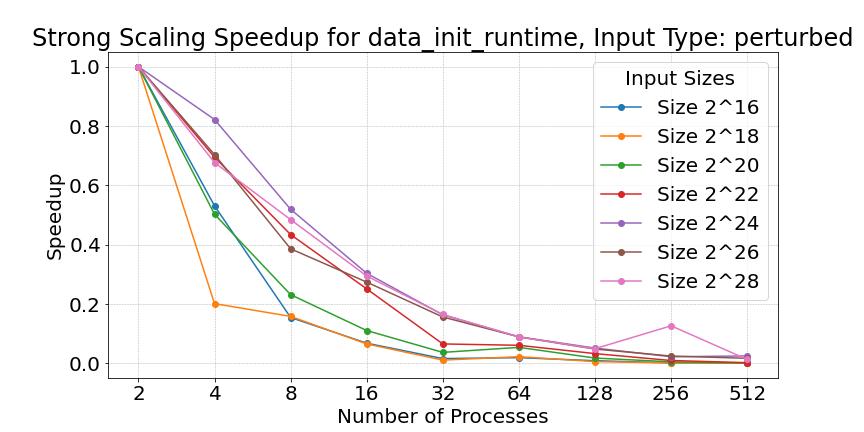 Strong Scaling Speedup for data_init_runtime, Input Type: perturbed
Speedup
1.0
0.8
0.6
0.4
0.2
0.0
Input Sizes
Size 2^16
Size 2^18
Size 2^20
Size 2^22
Size 2^24
Size 2^26
Size 2^28
2 4 8 16 32 64 128 256 512
Number of Processes